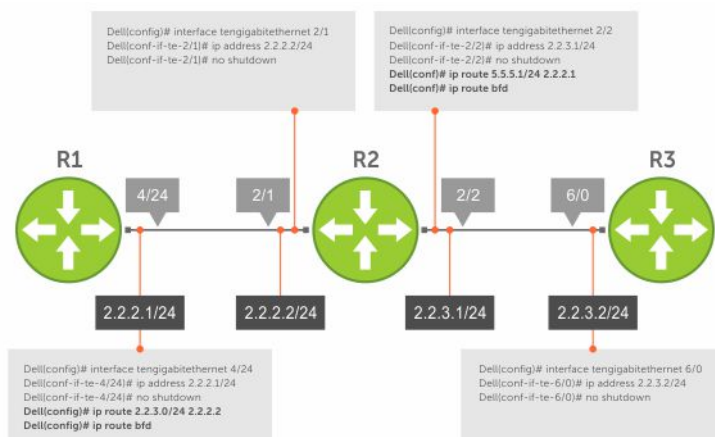 Dell(config)# interface tengigabitethernet 2/1
Dell(conf-if-te-2/1)# ip address 2.2.2.2/24
Dell(conf-if-te-2/1)# no shutdown
Dell(config)# interface tengigabitethernet 2/2
Dell(conf-if-te-2/2)# ip address 2.2.3.1/24
Dell(conf-if-te-2/2)# no shutdown
Dell(conf)# ip route 5.5.5.1/24 2.2.2.1
Dell(conf)# ip route bfd
R1
R2
R3
4/24
2/1
2/2
6/0
2.2.2.1/24
2.2.2.2/24
2.2.3.1/24
2.2.3.2/24
Dell(config)# interface tengigabitethernet 4/24
Dell(conf-if-te-4/24)# ip address 2.2.2.1/24
Dell(conf-if-te-4/24)# no shutdown
Dell(config)# ip route 2.2.3.0/24 2.2.2.2
Dell(config)# ip route bfd
Dell(config)# interface tengigabitethernet 6/0
Dell(conf-if-te-6/0)# ip address 2.2.3.2/24
Dell(conf-if-te-6/0)# no shutdown